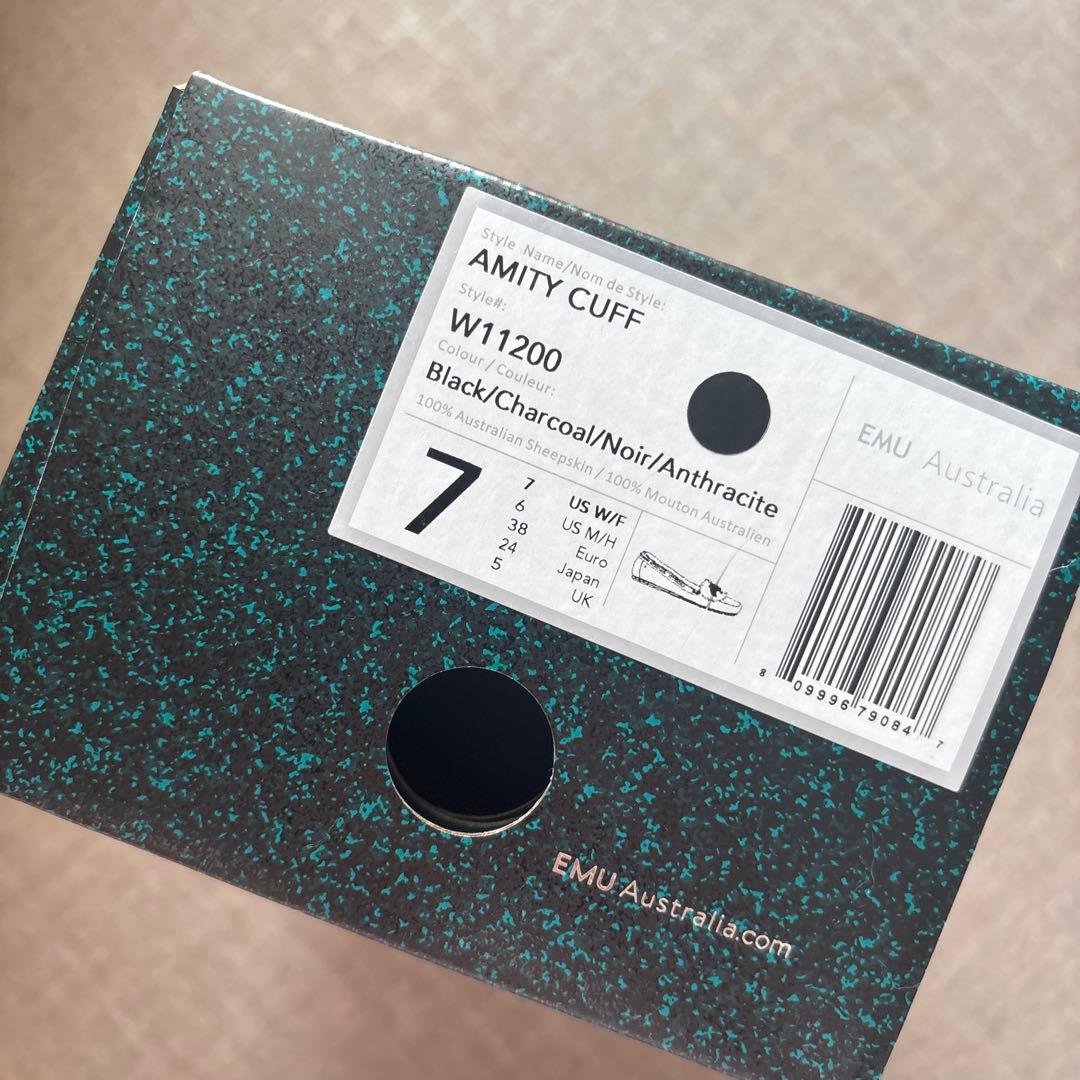 Style Name/Nom de Style:
AMITY CUFF
Style#:
W11200
Colour / Couleur:
Black/Charcoal/Noir/Anthracite
100% Australian Sheepskin / 100% Mouton Australien
7
7 US W/F
6 US M/H
38 Euro
24 Japan
5 UK
EMU Australia
8 09996 79084 7
EMU Australia.com